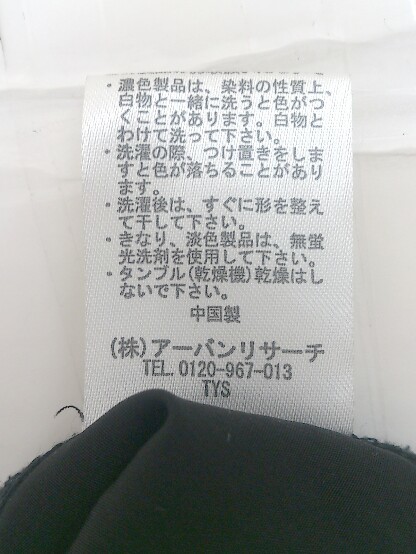 ・濃色製品は、染料の性質上、
白物と一緒に洗うと色がつ
くことがあります。白物と
わけて洗って下さい。
・洗濯の際、つけ置きをしま
すと色が落ちることがあり
ます。
・洗濯後は、すぐに形を整え
て干して下さい。
・きなり、淡色製品は、無蛍
光洗剤を使用して下さい。
・タンブル(乾燥機)乾燥はし
ないで下さい。
中国製
(株)アーバンリサーチ
TEL. 0120-967-013
TYS